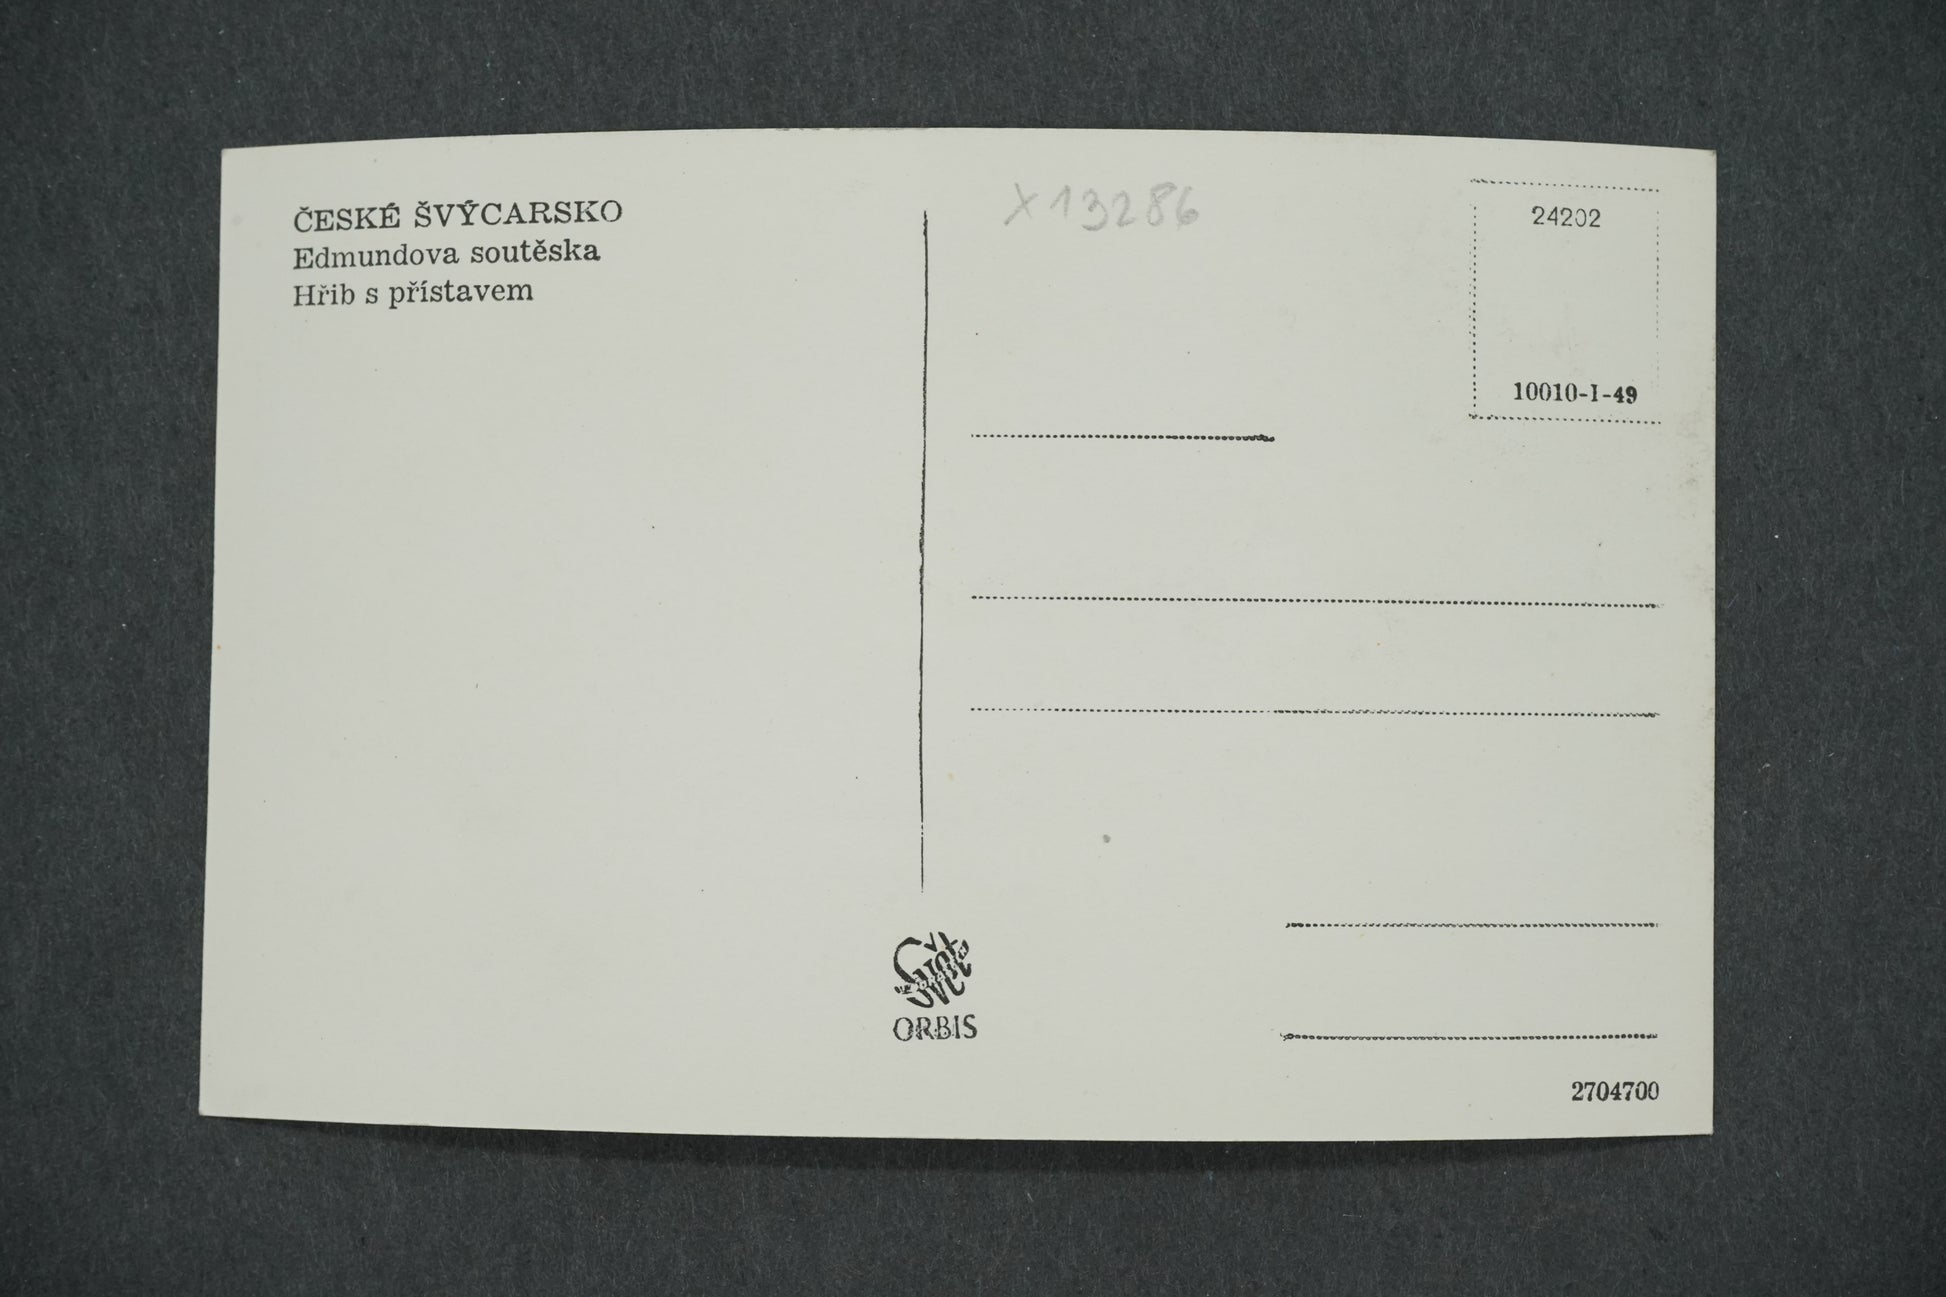 ČESKÉ ŠVÝCARSKO
Edmundova soutěska
Hřib s přístavem
X13286
24202
10010-I-49
Svět
ORBIS
2704700